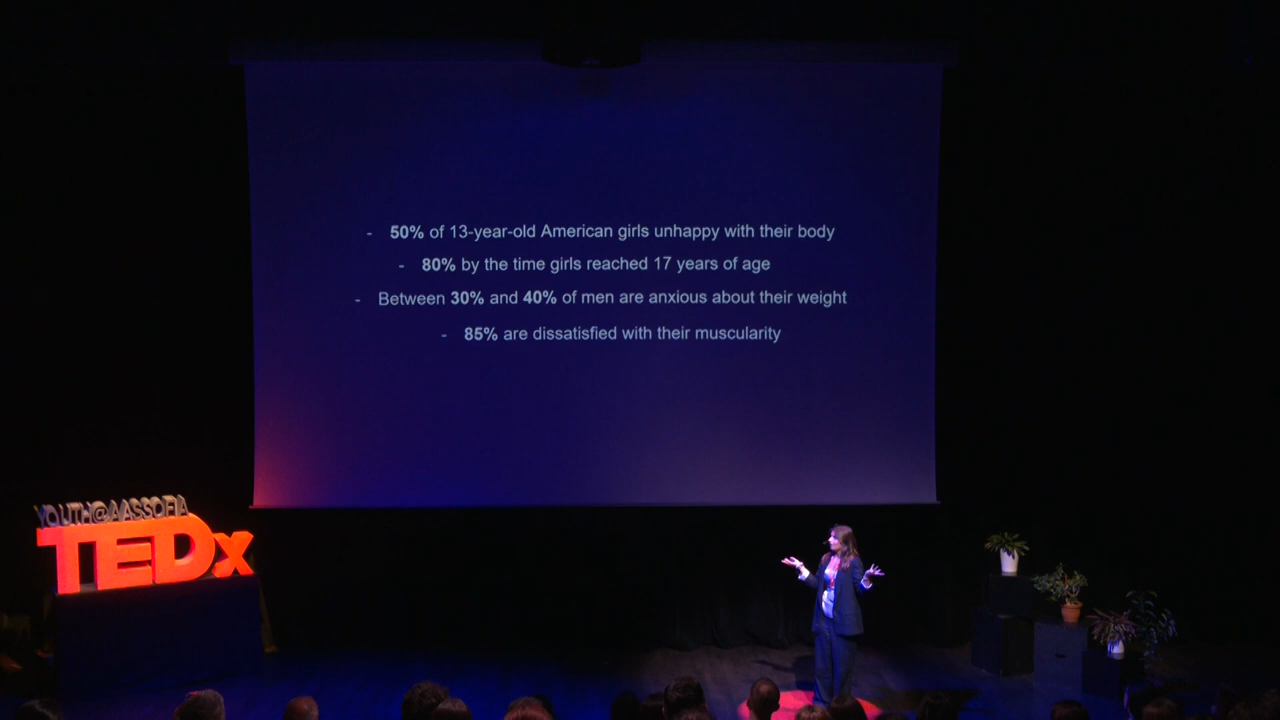 - 50% of 13-year-old American girls unhappy with their body
- 80% by the time girls reached 17 years of age
- Between 30% and 40% of men are anxious about their weight
- 85% are dissatisfied with their muscularity
YOUTH@AASSOFIA
TEDx